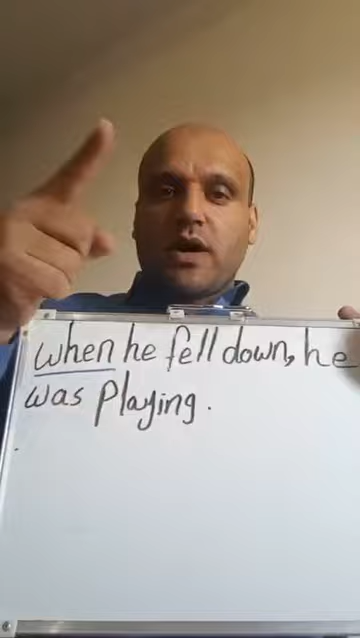 when he fell down, he
was playing.